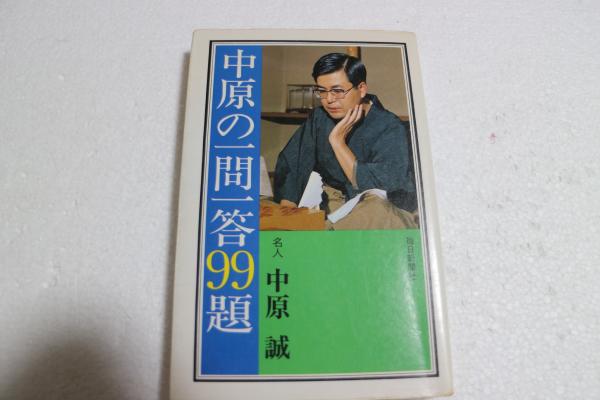 中原の一問一答99題
名人 中原 誠
毎日新聞社